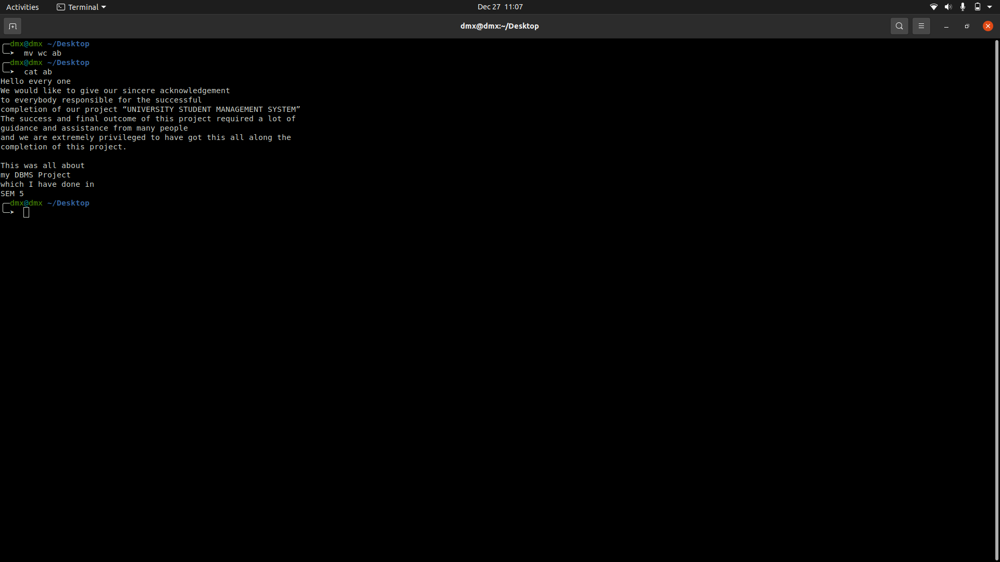 Activities Terminal Dec 27 11:07
dmx@dmx:~/Desktop
dmx@dmx ~/Desktop
mv wc ab
dmx@dmx ~/Desktop
cat ab
Hello every one
We would like to give our sincere acknowledgement
to everybody responsible for the successful
completion of our project “UNIVERSITY STUDENT MANAGEMENT SYSTEM”
The success and final outcome of this project required a lot of
guidance and assistance from many people
and we are extremely privileged to have got this all along the
completion of this project.
This was all about
my DBMS Project
which I have done in
SEM 5
dmx@dmx ~/Desktop